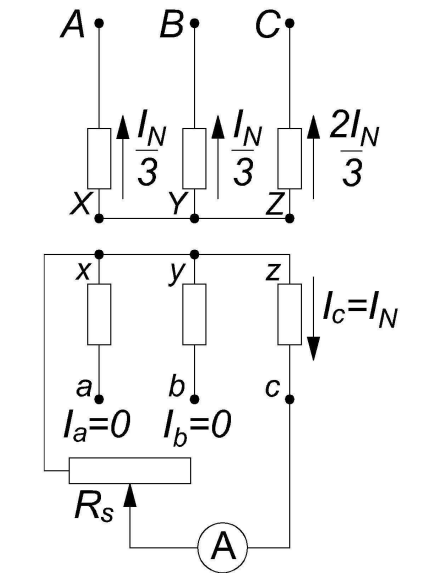 A B C
I_N/3 I_N/3 2I_N/3
X Y Z
x y z
I_c=I_N
a b c
I_a=0 I_b=0
R_s
A